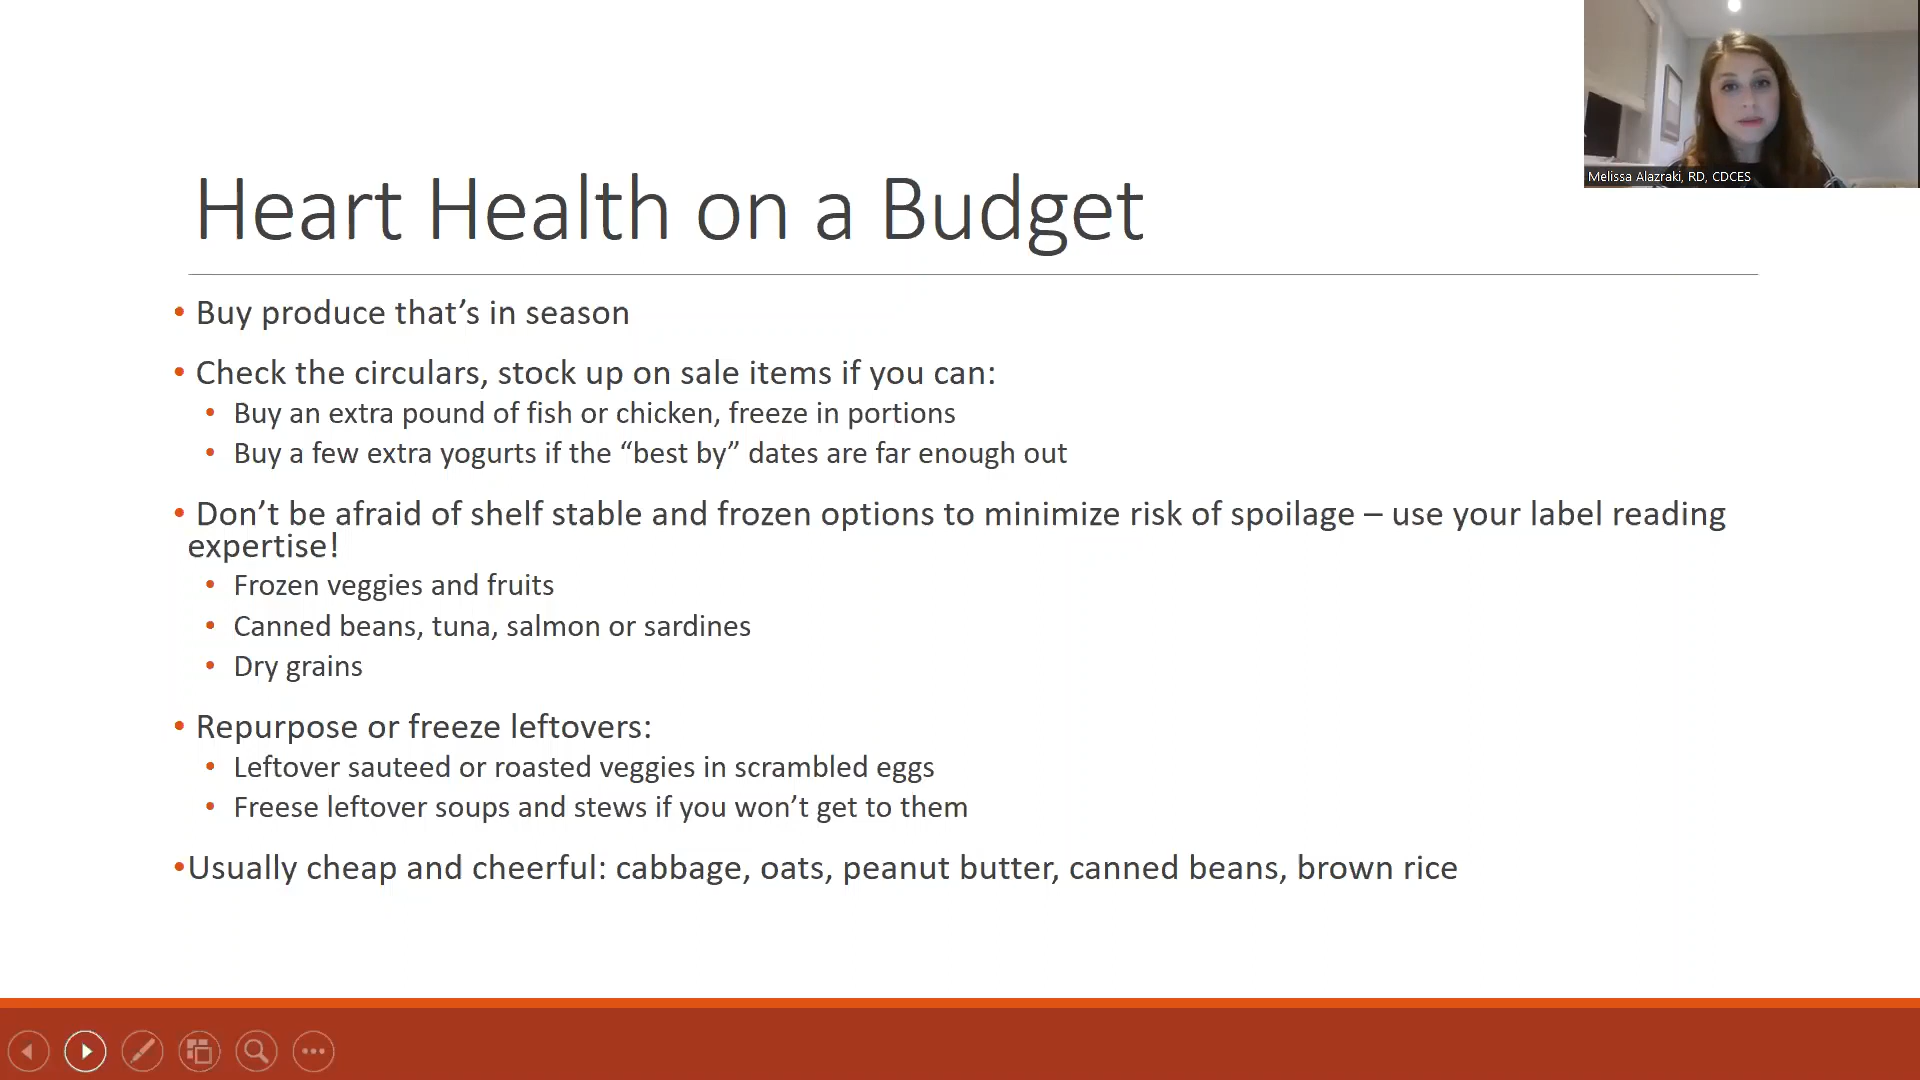 Melissa Alazraki, RD, CDCES
Heart Health on a Budget
• Buy produce that’s in season
• Check the circulars, stock up on sale items if you can:
• Buy an extra pound of fish or chicken, freeze in portions
• Buy a few extra yogurts if the “best by” dates are far enough out
• Don’t be afraid of shelf stable and frozen options to minimize risk of spoilage – use your label reading
expertise!
• Frozen veggies and fruits
• Canned beans, tuna, salmon or sardines
• Dry grains
• Repurpose or freeze leftovers:
• Leftover sauteed or roasted veggies in scrambled eggs
• Freese leftover soups and stews if you won’t get to them
•Usually cheap and cheerful: cabbage, oats, peanut butter, canned beans, brown rice